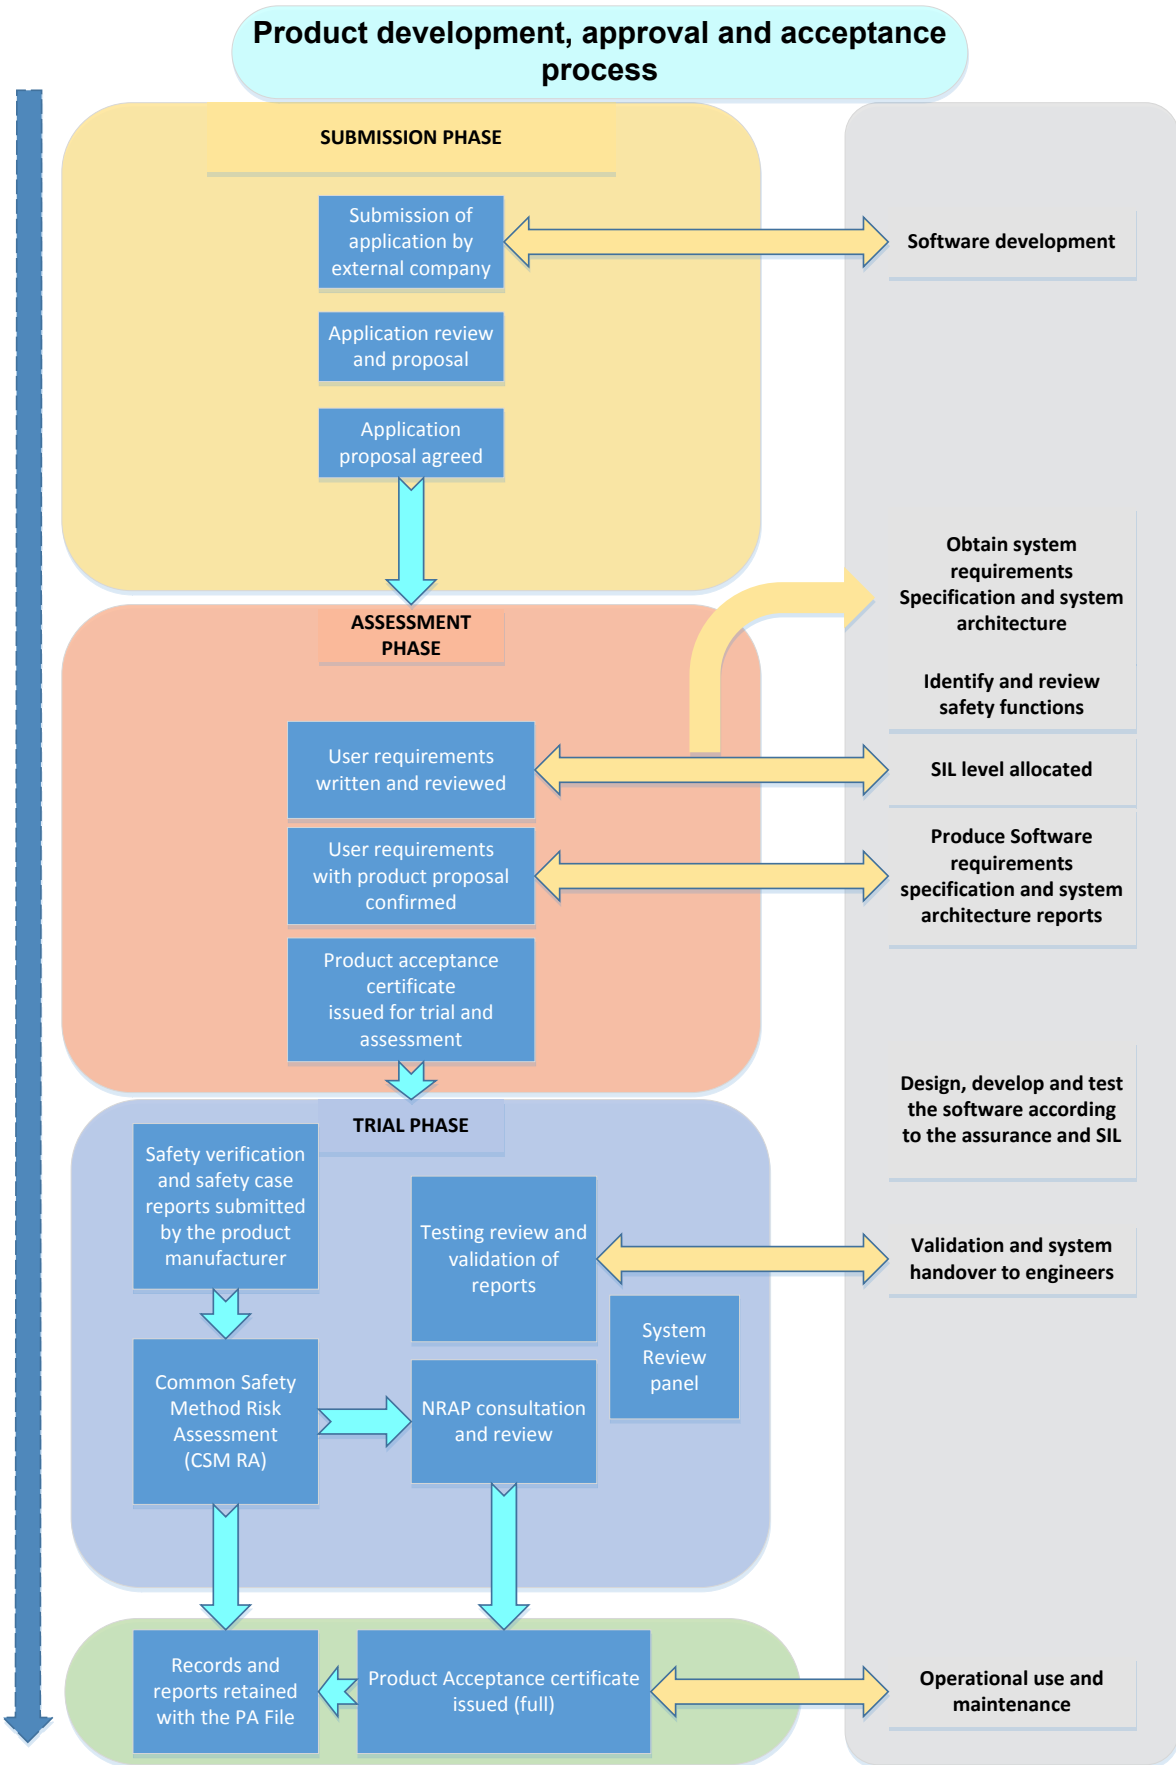 Product development, approval and acceptance
process
SUBMISSION PHASE
Submission of
application by
external company
Software development
Application review
and proposal
Application
proposal agreed
Obtain system
requirements
Specification and system
architecture
ASSESSMENT
PHASE
Identify and review
safety functions
User requirements
written and reviewed
SIL level allocated
User requirements
with product proposal
confirmed
Produce Software
requirements
specification and system
architecture reports
Product acceptance
certificate
issued for trial and
assessment
Design, develop and test
the software according
to the assurance and SIL
TRIAL PHASE
Safety verification
and safety case
reports submitted
by the product
manufacturer
Testing review and
validation of
reports
Validation and system
handover to engineers
System
Review
panel
Common Safety
Method Risk
Assessment
(CSM RA)
NRAP consultation
and review
Records and
reports retained
with the PA File
Product Acceptance certificate
issued (full)
Operational use and
maintenance